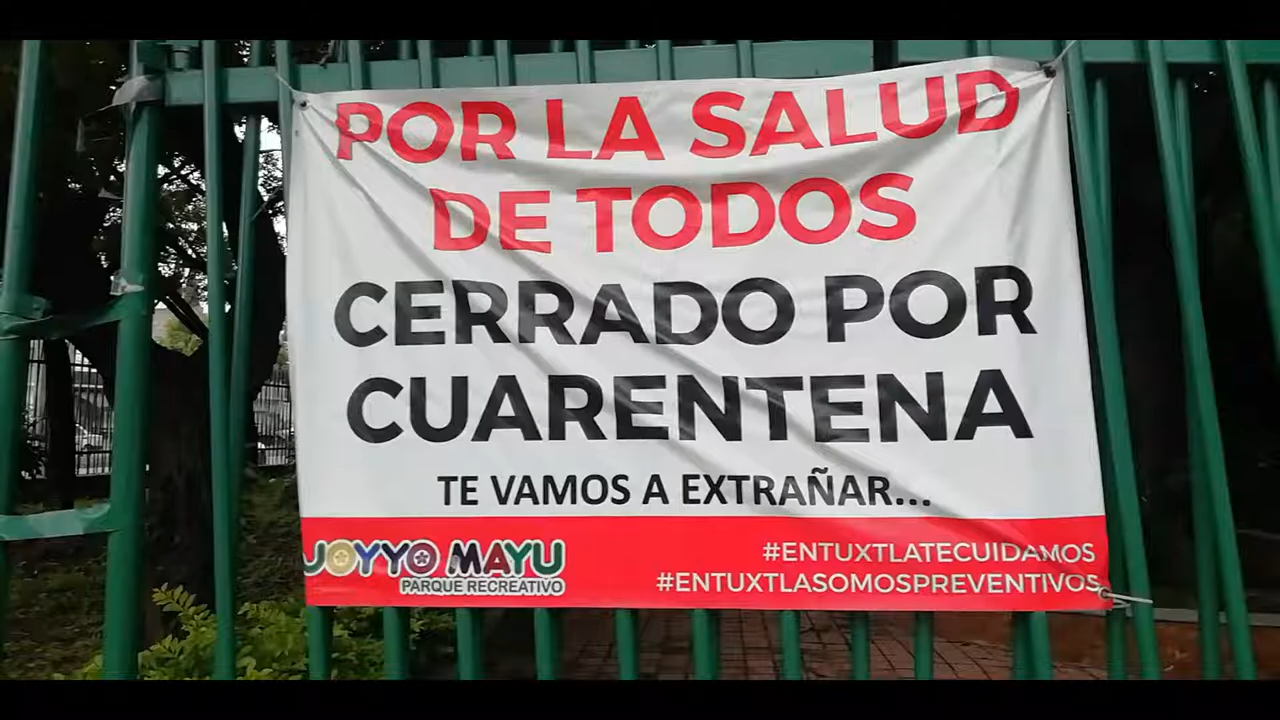 POR LA SALUD
DE TODOS
CERRADO POR
CUARENTENA
TE VAMOS A EXTRAÑAR...
JOYYO MAYU
PARQUE RECREATIVO
#ENTUXTLATECUIDAMOS
#ENTUXTLASOMOSPREVENTIVOS